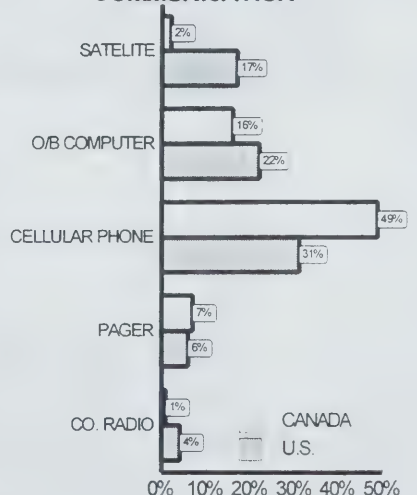 2%
SATELITE
17%
16%
O/B COMPUTER
22%
49%
CELLULAR PHONE
31%
7%
PAGER
6%
1%
CO. RADIO
4%
CANADA
U.S.
0% 10% 20% 30% 40% 50%